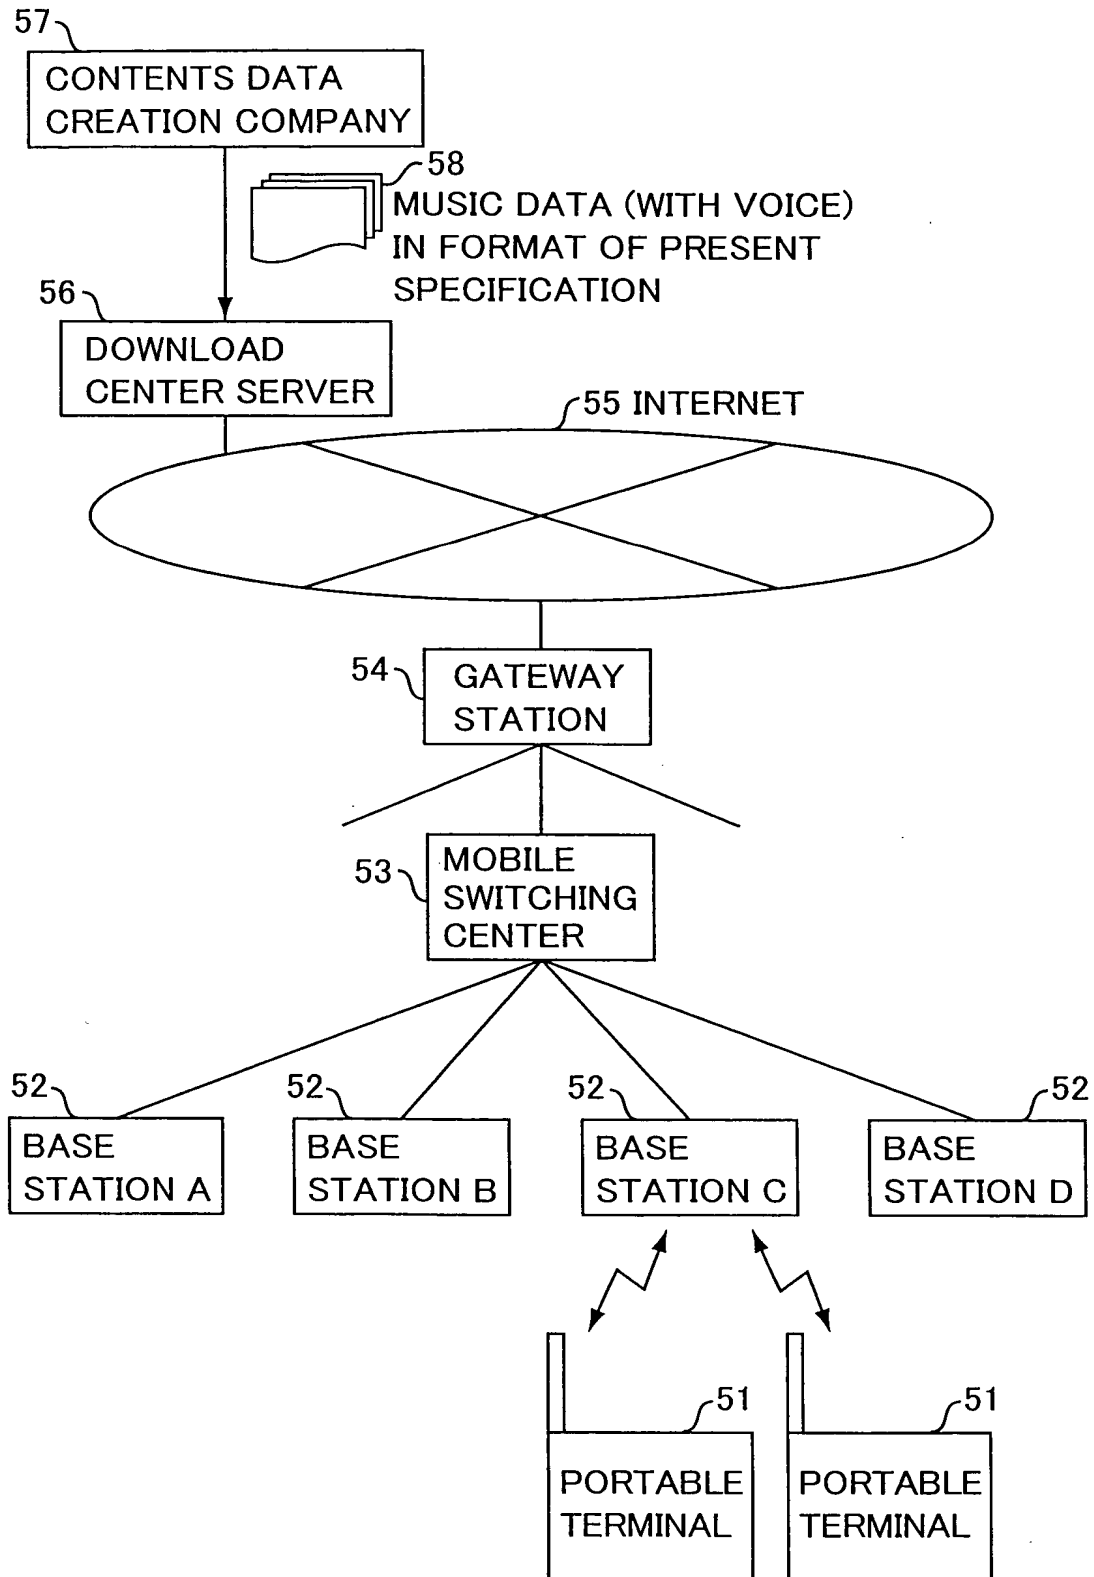 57
CONTENTS DATA
CREATION COMPANY
58
MUSIC DATA (WITH VOICE)
IN FORMAT OF PRESENT
SPECIFICATION
56
DOWNLOAD
CENTER SERVER
55 INTERNET
54
GATEWAY
STATION
53
MOBILE
SWITCHING
CENTER
52
BASE
STATION A
52
BASE
STATION B
52
BASE
STATION C
52
BASE
STATION D
51
PORTABLE
TERMINAL
51
PORTABLE
TERMINAL